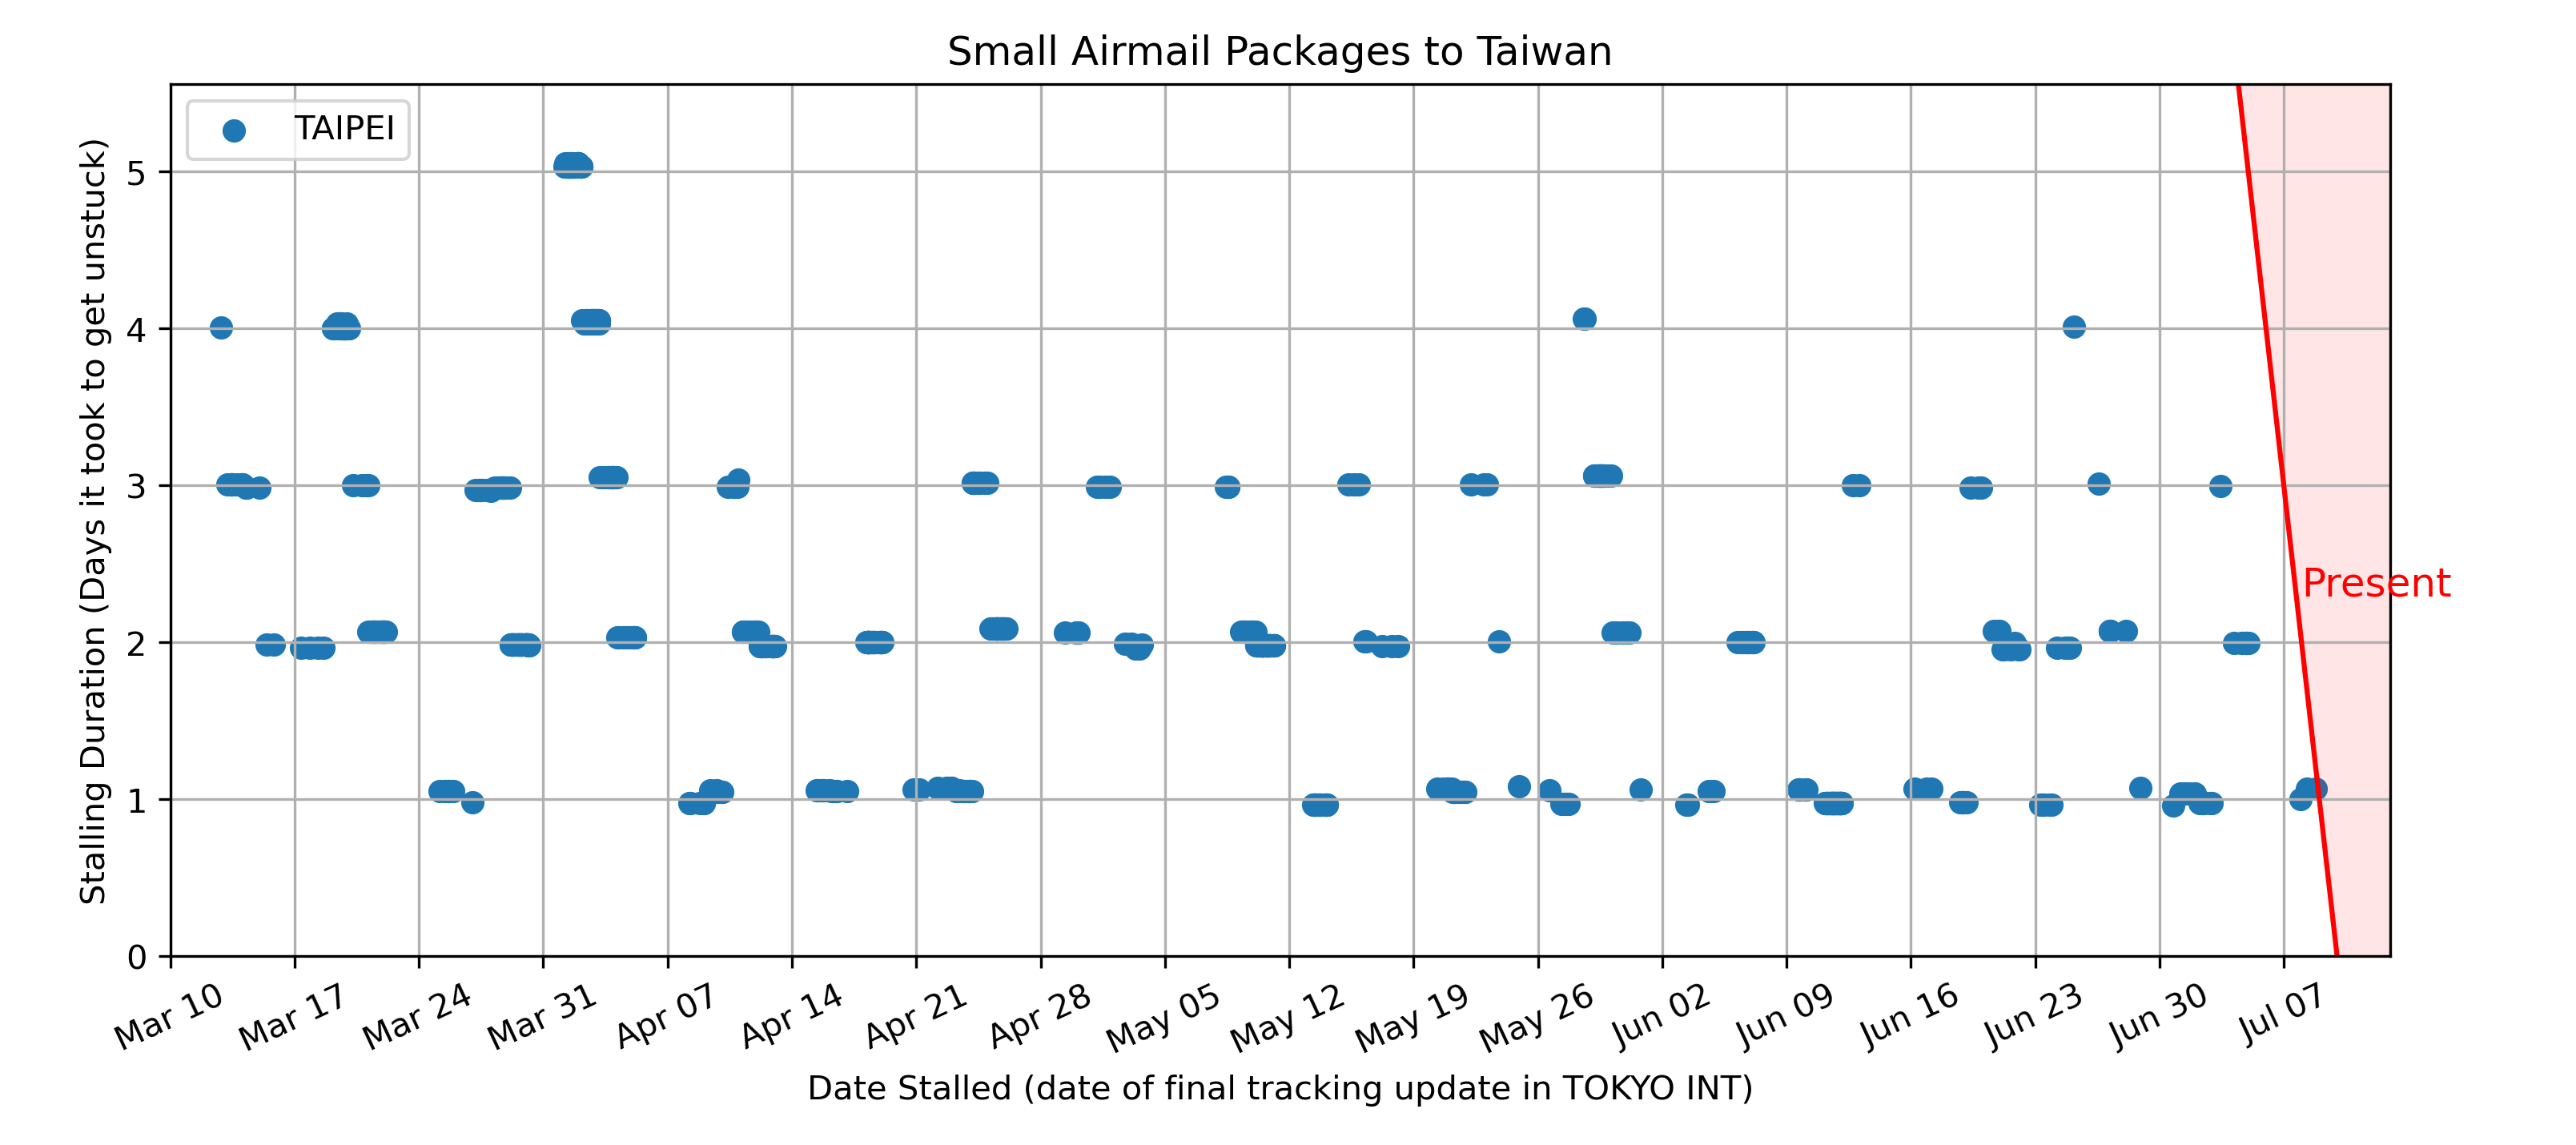 Small Airmail Packages to Taiwan
TAIPEI
Stalling Duration (Days it took to get unstuck)
5
4
3
2
1
0
Present
Mar 10
Mar 17
Mar 24
Mar 31
Apr 07
Apr 14
Apr 21
Apr 28
May 05
May 12
May 19
May 26
Jun 02
Jun 09
Jun 16
Jun 23
Jun 30
Jul 07
Date Stalled (date of final tracking update in TOKYO INT)